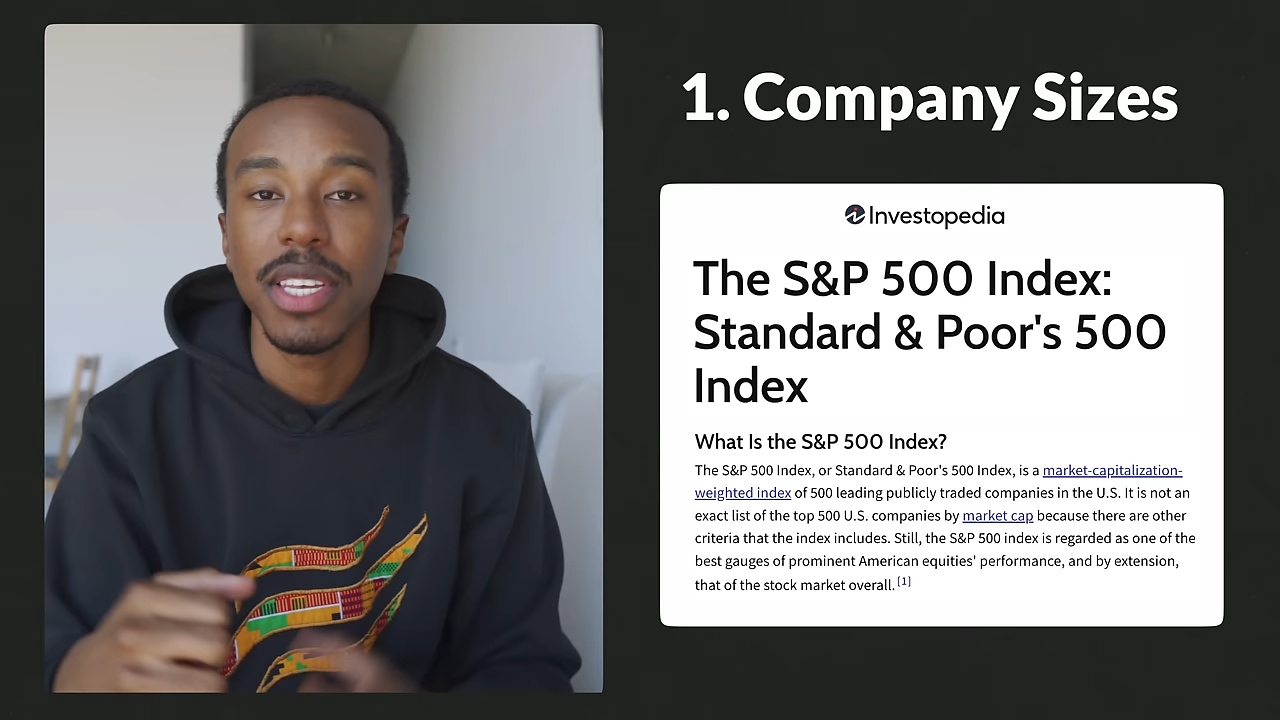 1. Company Sizes
Investopedia
The S&P 500 Index:
Standard & Poor's 500
Index
What Is the S&P 500 Index?
The S&P 500 Index, or Standard & Poor's 500 Index, is a market-capitalization-
weighted index of 500 leading publicly traded companies in the U.S. It is not an
exact list of the top 500 U.S. companies by market cap because there are other
criteria that the index includes. Still, the S&P 500 index is regarded as one of the
best gauges of prominent American equities' performance, and by extension,
that of the stock market overall. [1]